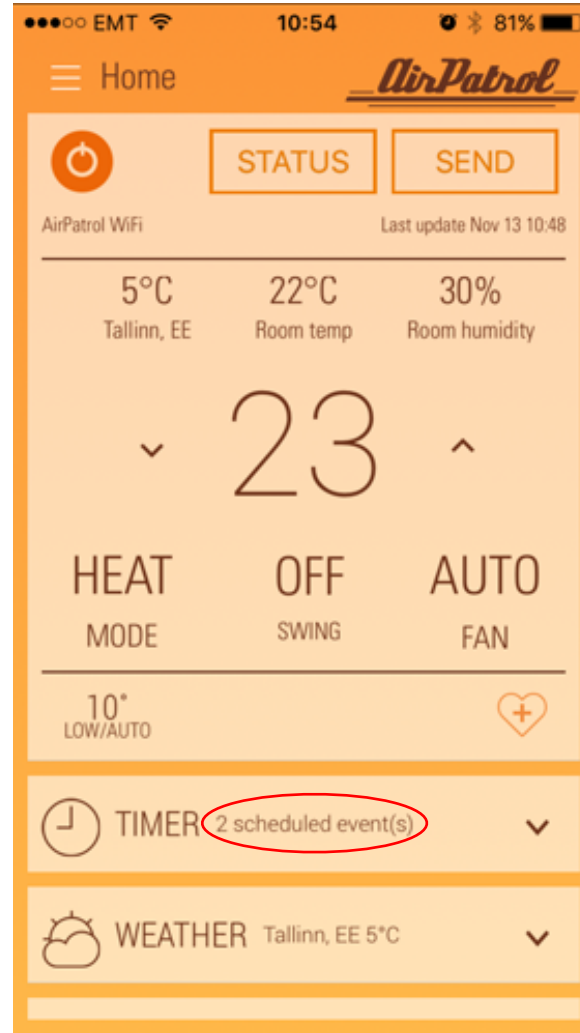 EMT 10:54 81%
Home AirPatrol
STATUS SEND
AirPatrol WiFi Last update Nov 13 10:48
5°C 22°C 30%
Tallinn, EE Room temp Room humidity
23
HEAT OFF AUTO
MODE SWING FAN
10°
LOW/AUTO
TIMER 2 scheduled event(s)
WEATHER Tallinn, EE 5°C